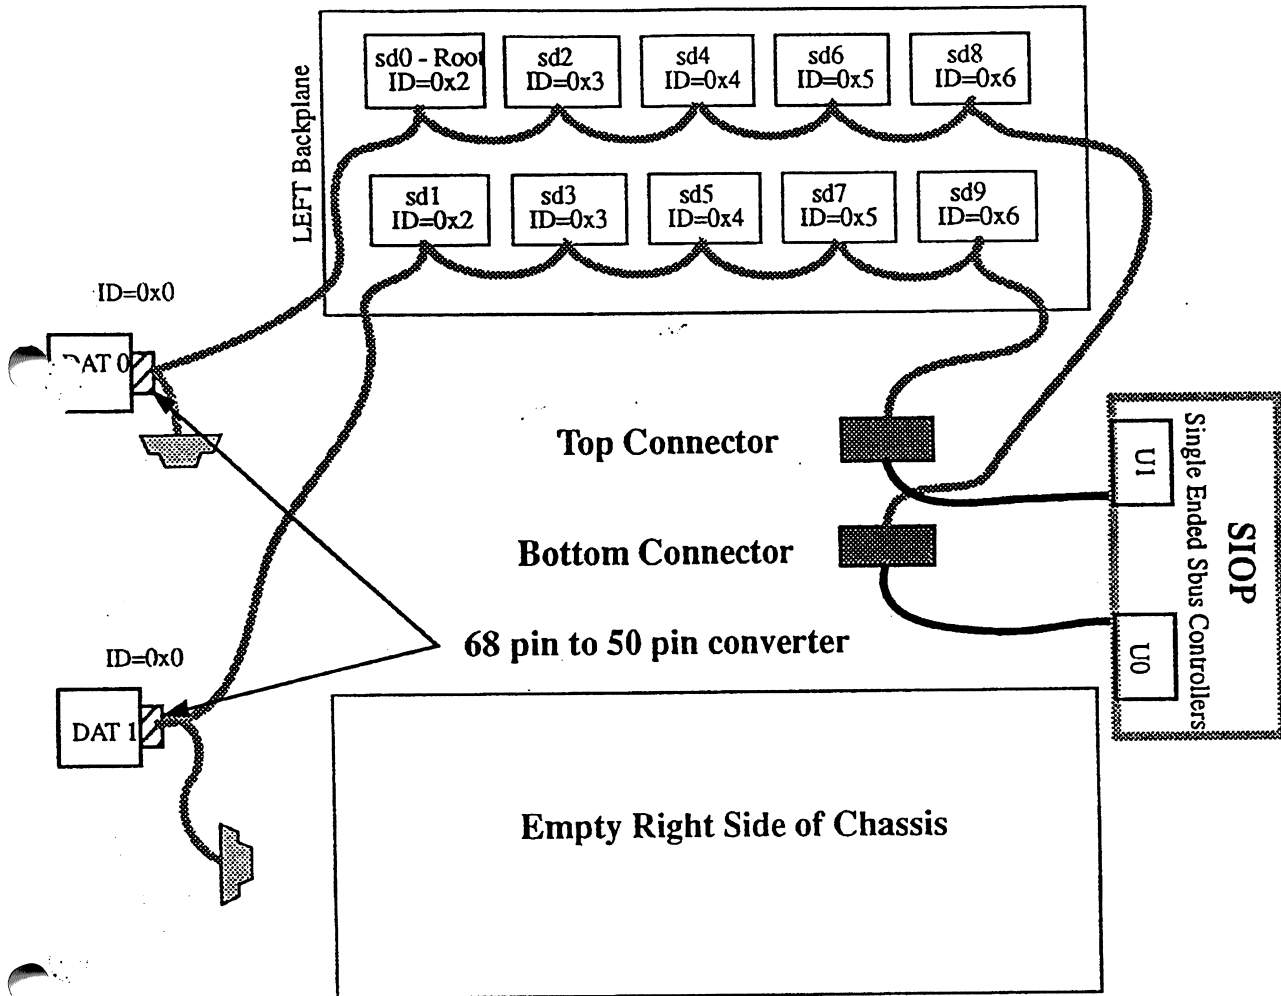 LEFT Backplane
sd0 - Root
ID=0x2
sd2
ID=0x3
sd4
ID=0x4
sd6
ID=0x5
sd8
ID=0x6
sd1
ID=0x2
sd3
ID=0x3
sd5
ID=0x4
sd7
ID=0x5
sd9
ID=0x6
ID=0x0
DAT 0
Top Connector
Bottom Connector
U1
U0
Single Ended Sbus Controllers
SIOP
68 pin to 50 pin converter
ID=0x0
DAT 1
Empty Right Side of Chassis